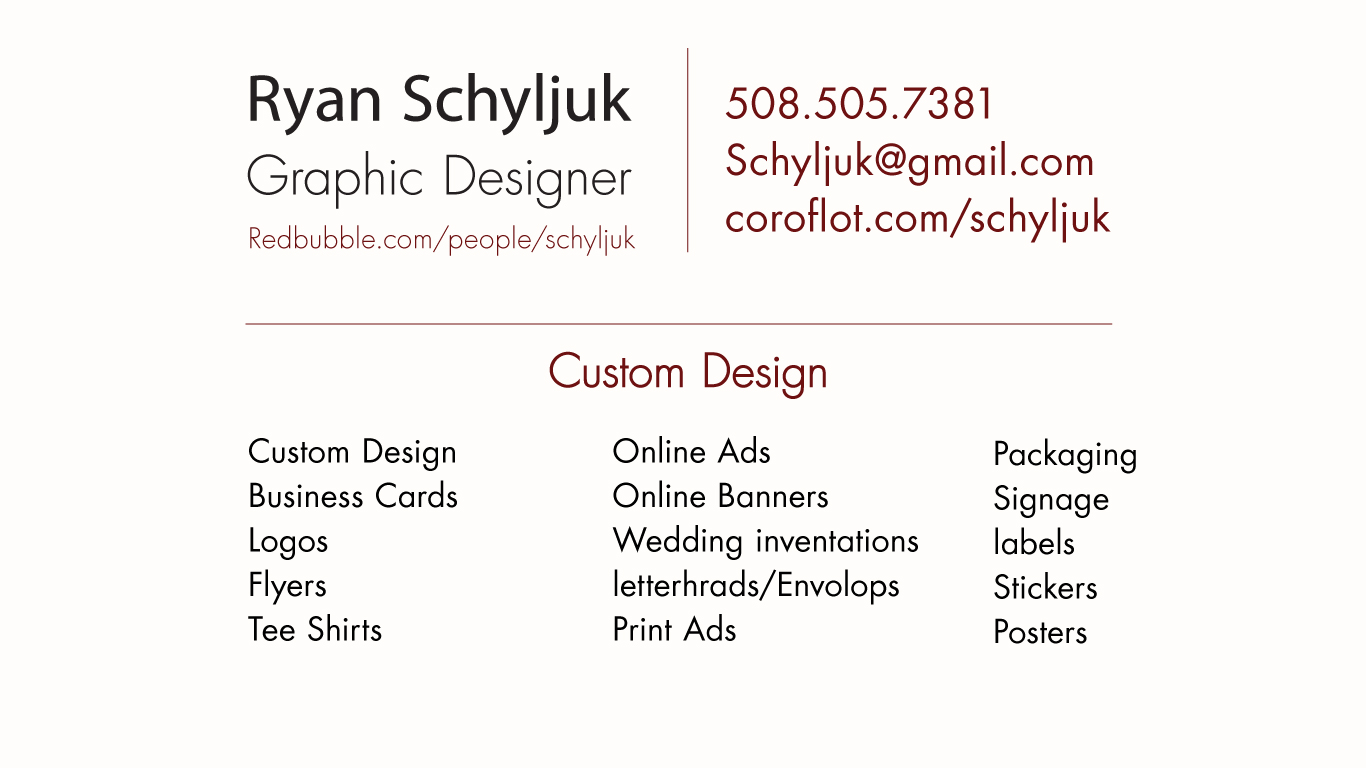 Ryan Schyljuk
Graphic Designer
Redbubble.com/people/schyljuk
508.505.7381
Schyljuk@gmail.com
coroflot.com/schyljuk
Custom Design
Custom Design
Business Cards
Logos
Flyers
Tee Shirts
Online Ads
Online Banners
Wedding inventations
letterhrads/Envolops
Print Ads
Packaging
Signage
labels
Stickers
Posters